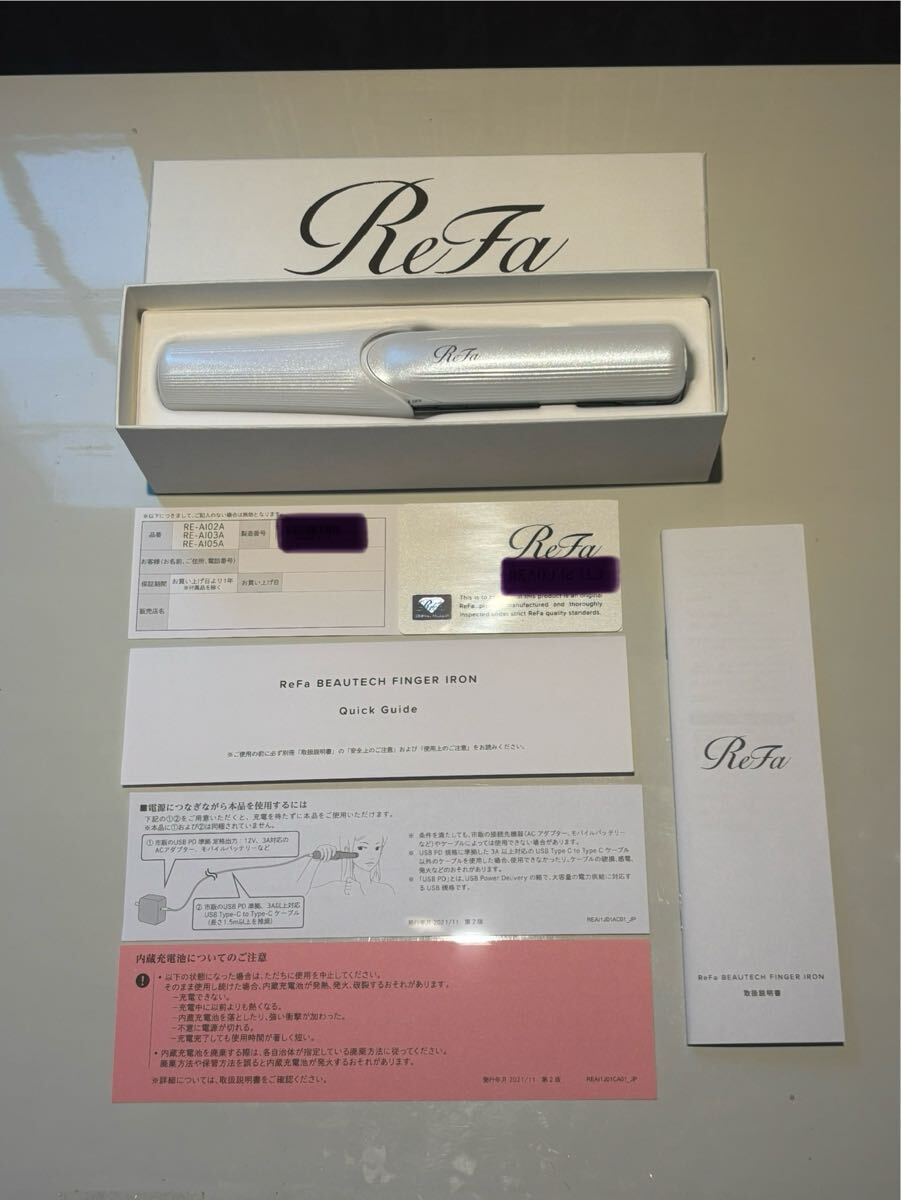 ReFa
ReFa
※以下につきまして、ご記入のない場合は無効となります。
品番
RE-AI02A
RE-AI03A
RE-AI05A
製造番号
お客様(お名前、ご住所、電話番号)
保証期間
お買い上げ日より1年
※付属品を除く
お買い上げ日
販売店名
ReFa
This is to
this product is an original
ReFa
manufactured and thoroughly
inspected under strict ReFa quality standards.
ReFa BEAUTECH FINGER IRON
Quick Guide
※ご使用の前に必ず別冊「取扱説明書」の「安全上のご注意」および「使用上のご注意」をお読みください。
■電源につなぎながら本品を使用するには
下記の①②をご用意いただくと、充電を待たずに本品をご使用いただけます。
※本品に①および②は同梱されていません。
① 市販のUSB PD 準拠 定格出力:12V、3A対応の
ACアダプター、モバイルバッテリーなど
② 市販のUSB PD 準拠、3A以上対応
USB Type-C to Type-C ケーブル
(長さ1.5m以上を推奨)
※ 条件を満たしても、市販の接続先機器(AC アダプター、モバイルバッテリー
など)やケーブルによっては使用できない場合があります。
※ USB PD 規格に準拠した 3A 以上対応の USB Type C to Type C ケーブル
以外のケーブルを使用した場合、使用できなかったり、ケーブルの破損、感電、
発火などのおそれがあります。
※ 「USB PD」とは、USB Power Delivery の略で、大容量の電力供給に対応す
る USB 規格です。
発行年月 2021/11 第2版
REAI1J01AC01_JP
内蔵充電池についてのご注意
• 以下の状態になった場合は、ただちに使用を中止してください。
そのまま使用し続けた場合、内蔵充電池が発熱、発火、破裂するおそれがあります。
−充電できない。
−充電中に以前よりも熱くなる。
−内蔵充電池を落としたり、強い衝撃が加わった。
−不意に電源が切れる。
−充電完了しても使用時間が著しく短い。
• 内蔵充電池を廃棄する際は、各自治体が指定している廃棄方法に従ってください。
廃棄方法や保管方法を誤ると内蔵充電池が発火するおそれがあります。
※詳細については、取扱説明書をご確認ください。
発行年月 2021/11 第2版
REAI1J01CA01_JP
ReFa
ReFa BEAUTECH FINGER IRON
取扱説明書